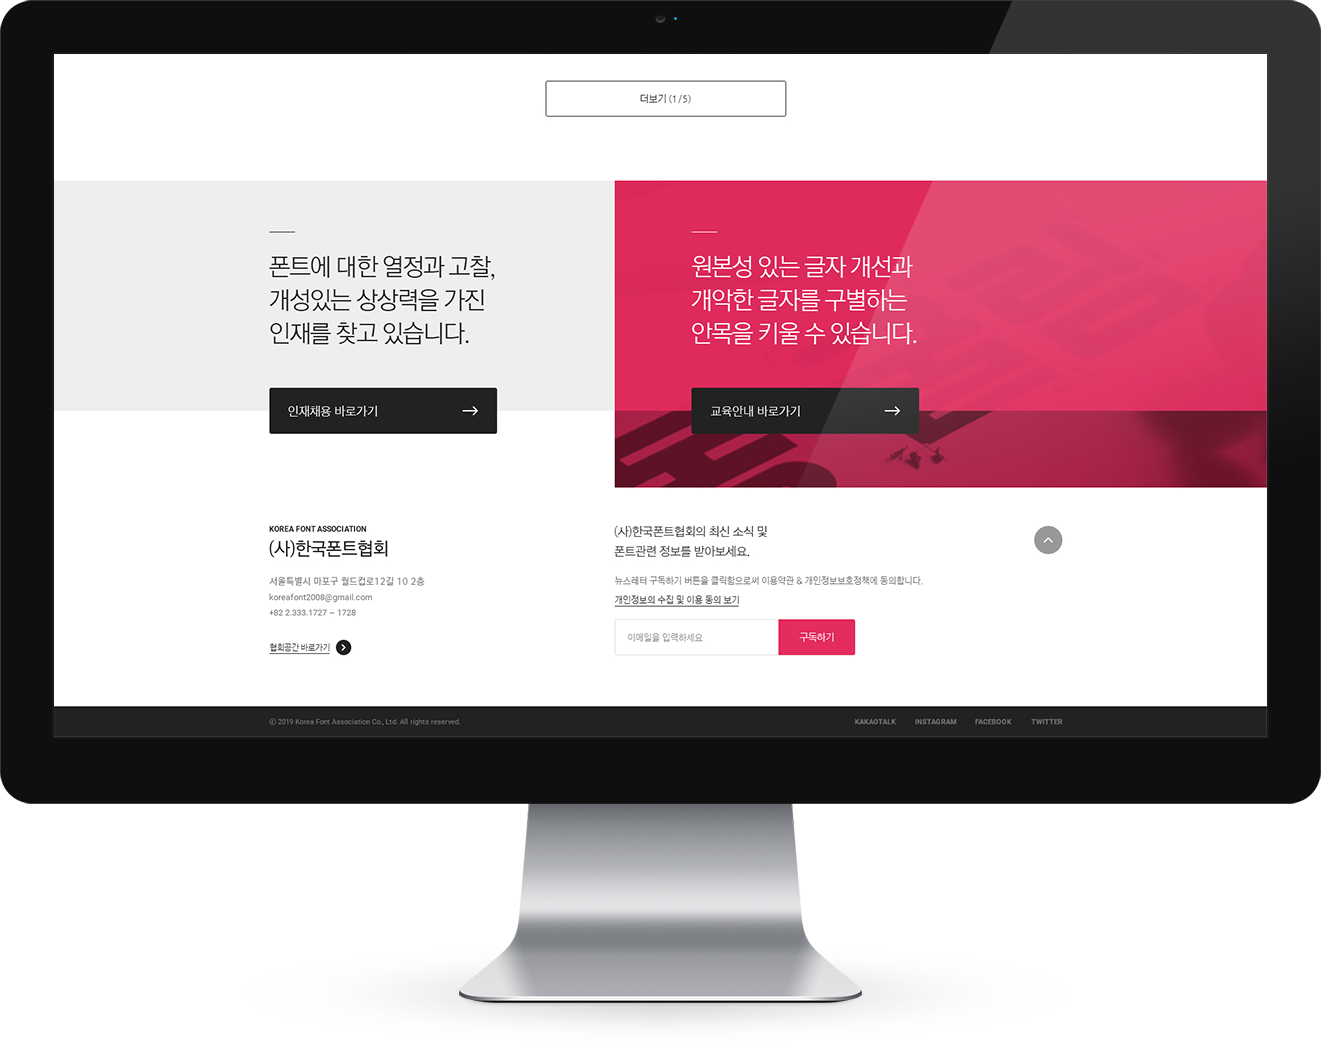 더보기 (1/5)
폰트에 대한 열정과 고찰,
개성있는 상상력을 가진
인재를 찾고 있습니다.
인재채용 바로가기
원본성 있는 글자 개선과
개악한 글자를 구별하는
안목을 키울 수 있습니다.
교육안내 바로가기
KOREA FONT ASSOCIATION
(사)한국폰트협회
서울특별시 마포구 월드컵로12길 10 2층
koreafont2008@gmail.com
+82 2.333.1727 ~ 1728
협회공간 바로가기
(사)한국폰트협회의 최신 소식 및
폰트관련 정보를 받아보세요.
뉴스레터 구독하기 버튼을 클릭함으로써 이용약관 & 개인정보보호정책에 동의합니다.
개인정보의 수집 및 이용 동의 보기
이메일을 입력하세요
구독하기
ⓒ 2019 Korea Font Association Co., Ltd. All rights reserved.
KAKAOTALK INSTAGRAM FACEBOOK TWITTER